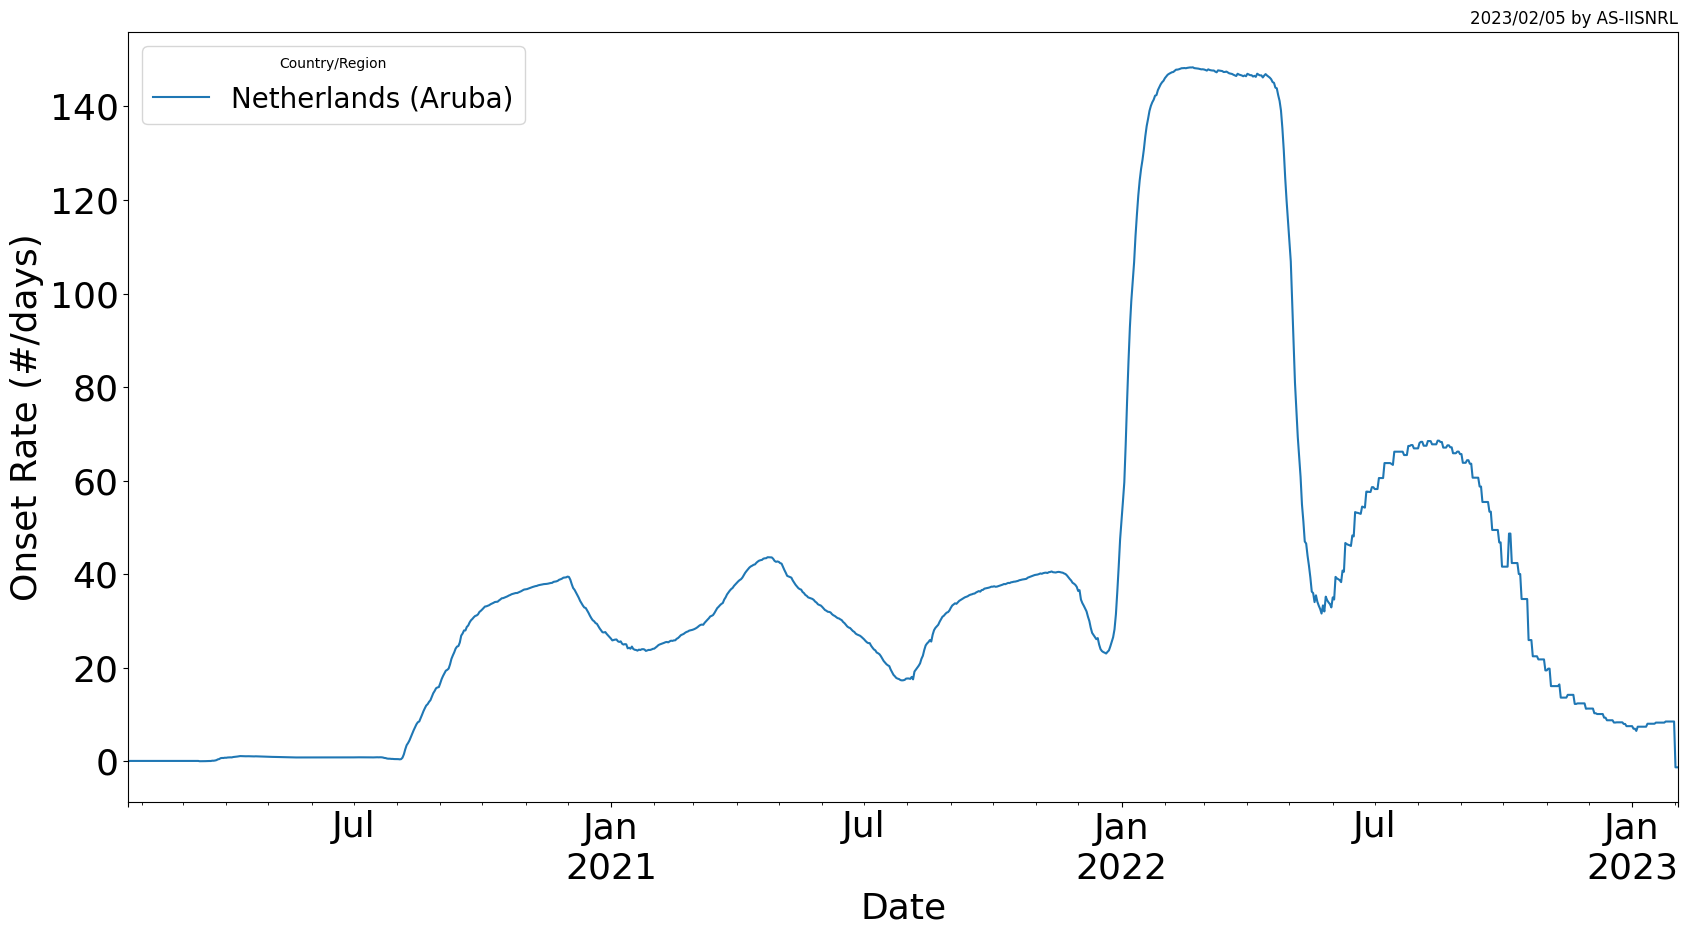 2023/02/05 by AS-IISNRL
Country/Region
Netherlands (Aruba)
Onset Rate (#/days)
140
120
100
80
60
40
20
0
Jul
Jan
2021
Jul
Jan
2022
Jul
Jan
2023
Date